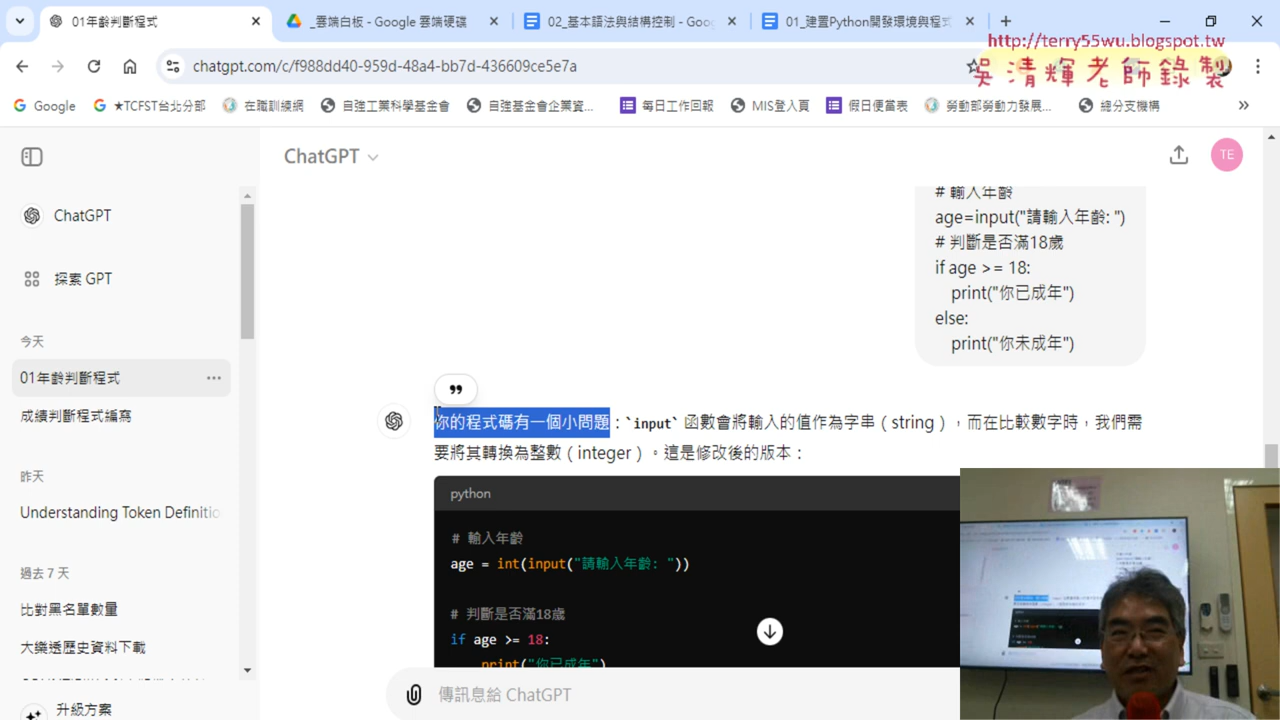 01年齡判斷程式
_雲端白板 - Google 雲端硬碟
02_基本語法與結構控制 - Goog
01_建置Python開發環境與程式
http://terry55wu.blogspot.tw
吳清輝老師錄製
chatgpt.com/c/f988dd40-959d-48a4-bb7d-436609ce5e7a
Google
★TCFST台北分部
在職訓練網
自強工業科學基金會
自強基金會企業資...
每日工作回報
MIS登入頁
假日便當表
勞動部勞動力發展...
總分支機構
ChatGPT
TE
ChatGPT
探索 GPT
今天
01年齡判斷程式
成績判斷程式編寫
昨天
Understanding Token Definitio
過去 7 天
比對黑名單數量
大樂透歷史資料下載
升級方案
# 輸入年齡
age=input("請輸入年齡: ")
# 判斷是否滿18歲
if age >= 18:
print("你已成年")
else:
print("你未成年")
你的程式碼有一個小問題：`input` 函數會將輸入的值作為字串（string），而在比較數字時，我們需
要將其轉換為整數（integer）。這是修改後的版本：
python
# 輸入年齡
age = int(input("請輸入年齡: "))
# 判斷是否滿18歲
if age >= 18:
print("你已成年")
傳訊息給 ChatGPT